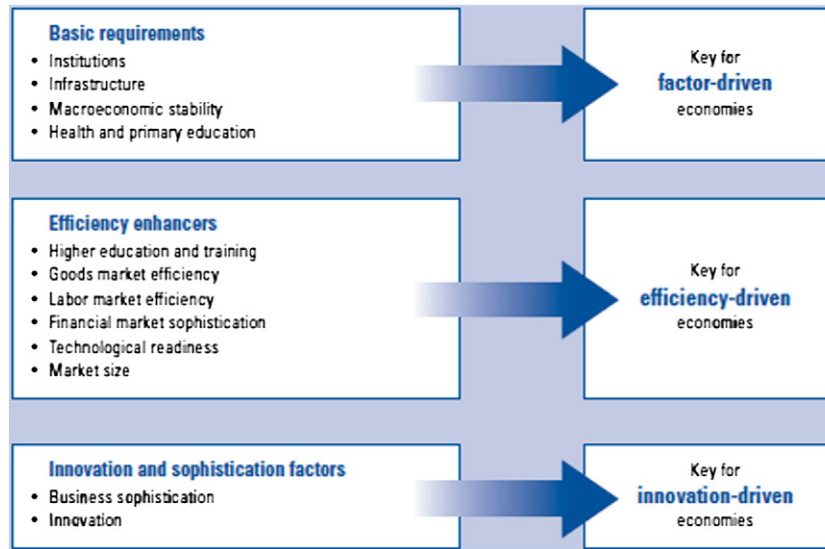 Basic requirements
• Institutions
• Infrastructure
• Macroeconomic stability
• Health and primary education
Key for
factor-driven
economies
Efficiency enhancers
• Higher education and training
• Goods market efficiency
• Labor market efficiency
• Financial market sophistication
• Technological readiness
• Market size
Key for
efficiency-driven
economies
Innovation and sophistication factors
• Business sophistication
• Innovation
Key for
innovation-driven
economies